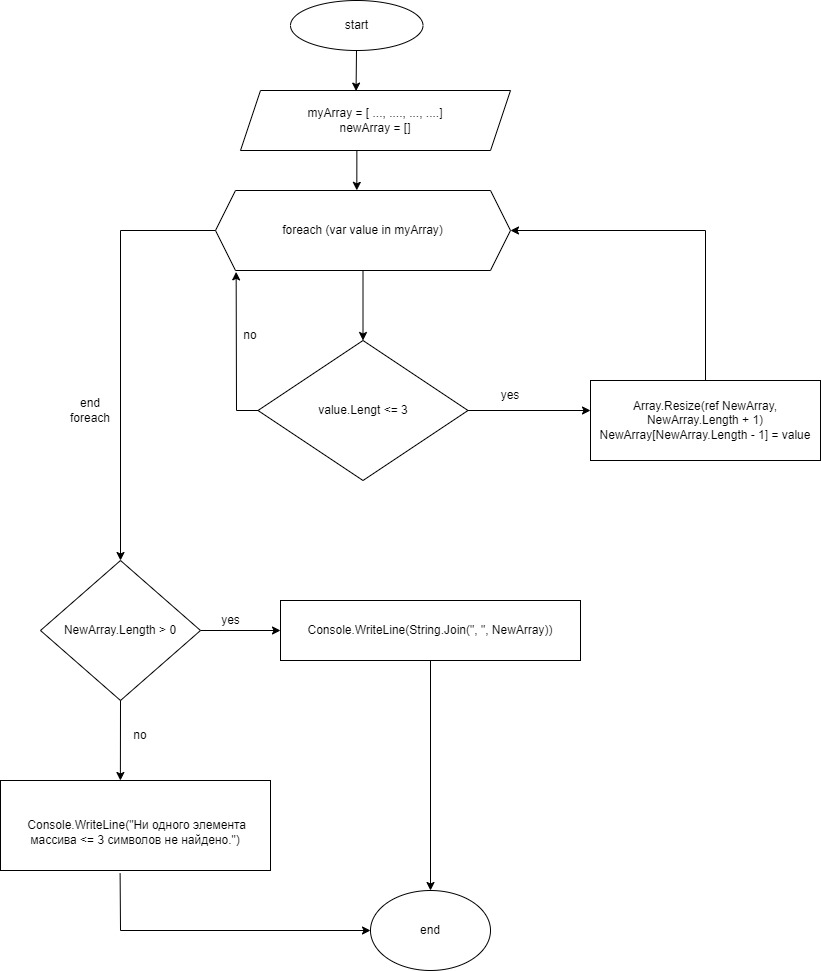 start
myArray = [ ..., ...., ..., ....]
newArray = []
foreach (var value in myArray)
no
value.Lengt <= 3
yes
Array.Resize(ref NewArray,
NewArray.Length + 1)
NewArray[NewArray.Length - 1] = value
end
foreach
NewArray.Length > 0
yes
Console.WriteLine(String.Join(", ", NewArray))
no
Console.WriteLine("Ни одного элемента
массива <= 3 символов не найдено.")
end